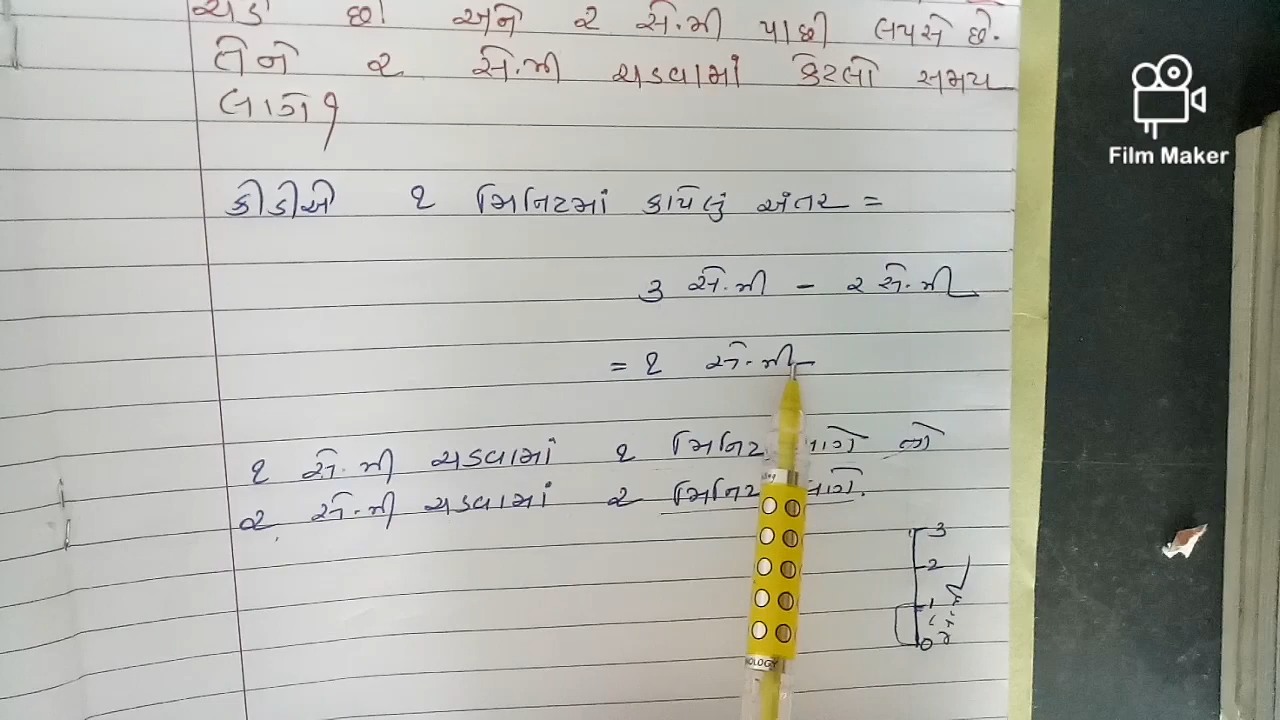 ચડે છે. અને ૨ સે.મી પાછી લપસે છે.
તેને ૨ સે.મી ચડવામાં કેટલો સમય
લાગે?
Film Maker
કીડીએ ૧ મિનિટમાં કાપેલું અંતર =
૩ સે.મી - ૨ સે.મી
= ૧ સે.મી
૧ સે.મી ચડવામાં ૧ મિનિટ લાગે તો
૨ સે.મી ચડવામાં ૨ મિનિટ લાગે.
3
2
1
0